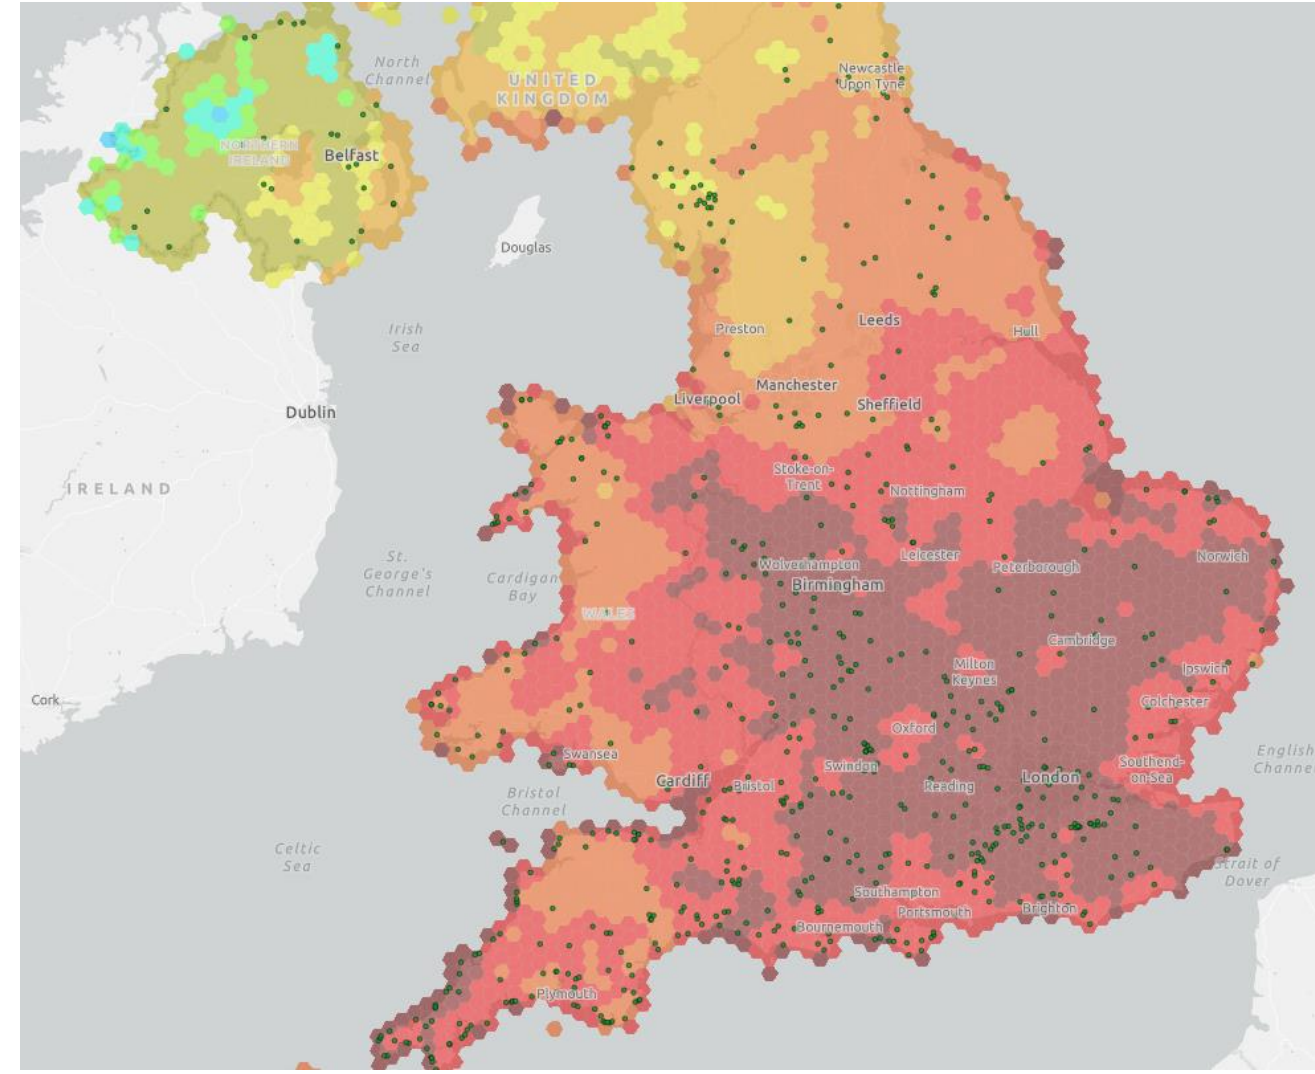 North
Channel
UNITED
KINGDOM
Newcastle
Upon Tyne
NORTHERN
IRELAND
Belfast
Douglas
Irish
Sea
Preston
Leeds
Hull
Manchester
Liverpool
Sheffield
Dublin
IRELAND
Stoke-on-
Trent
Nottingham
St.
George's
Channel
Cardigan
Bay
Wolverhampton
Leicester
Peterborough
Norwich
Birmingham
WALES
Cambridge
Milton
Keynes
Ipswich
Cork
Colchester
Oxford
Swansea
Swindon
Southend-
on-Sea
English
Channel
Cardiff
Bristol
Reading
London
Bristol
Channel
Celtic
Sea
Strait of
Dover
Southampton
Portsmouth
Brighton
Bournemouth
Plymouth